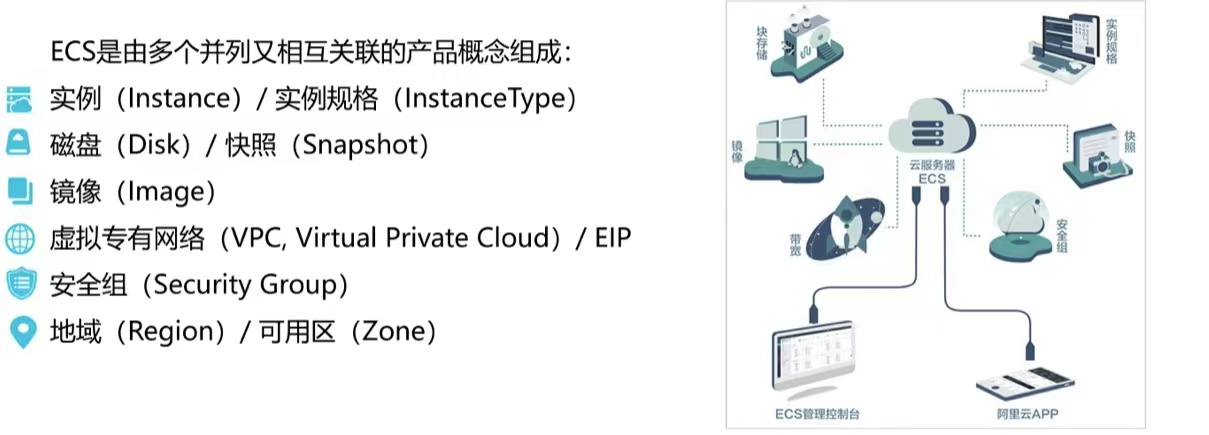 ECS是由多个并列又相互关联的产品概念组成：
实例（Instance）/ 实例规格（InstanceType）
磁盘（Disk）/ 快照（Snapshot）
镜像（Image）
虚拟专有网络（VPC, Virtual Private Cloud）/ EIP
安全组（Security Group）
地域（Region）/ 可用区（Zone）
块存储
实例规格
镜像
云服务器
ECS
快照
带宽
安全组
ECS管理控制台
阿里云APP